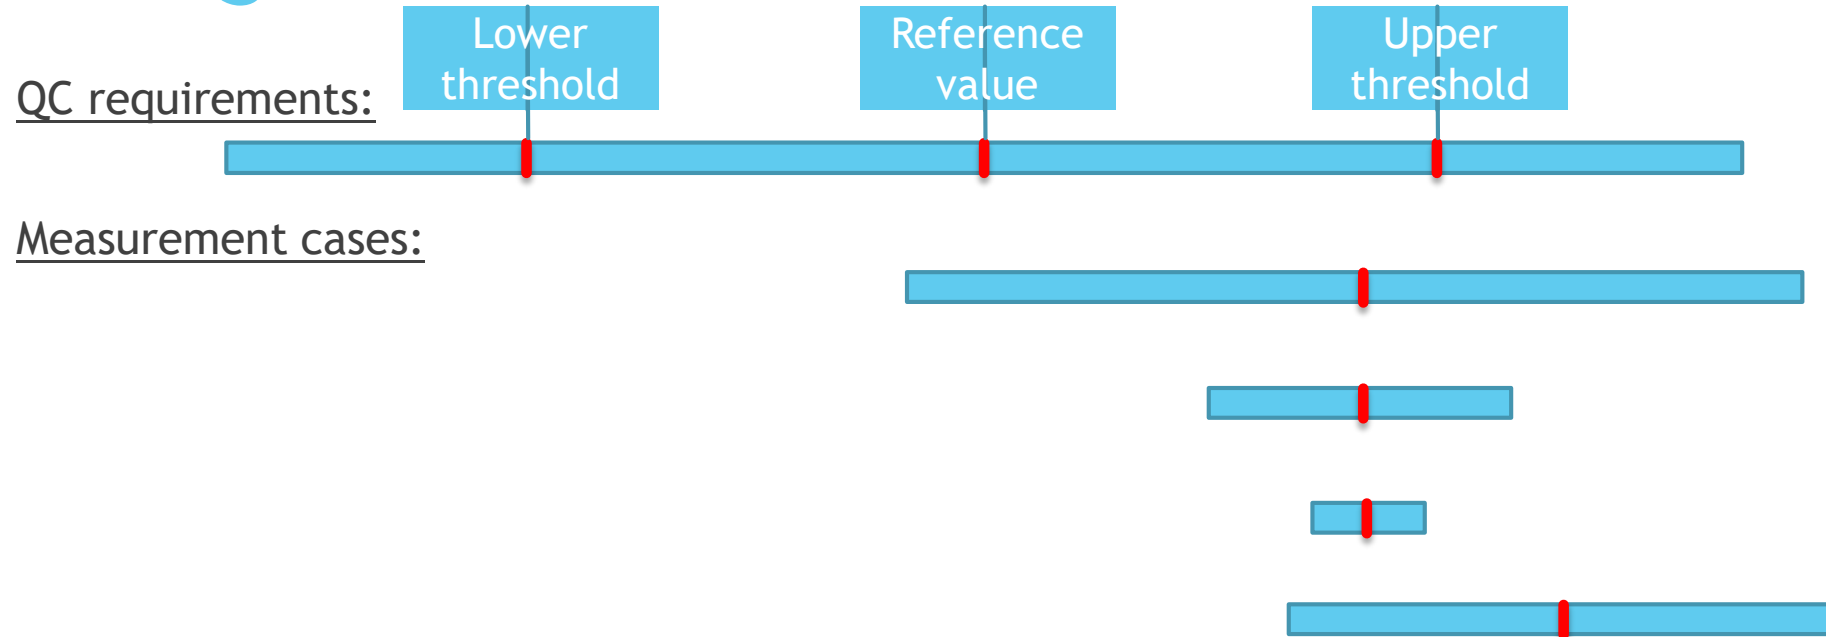 Lower
threshold
Reference
value
Upper
threshold
QC requirements:
Measurement cases: